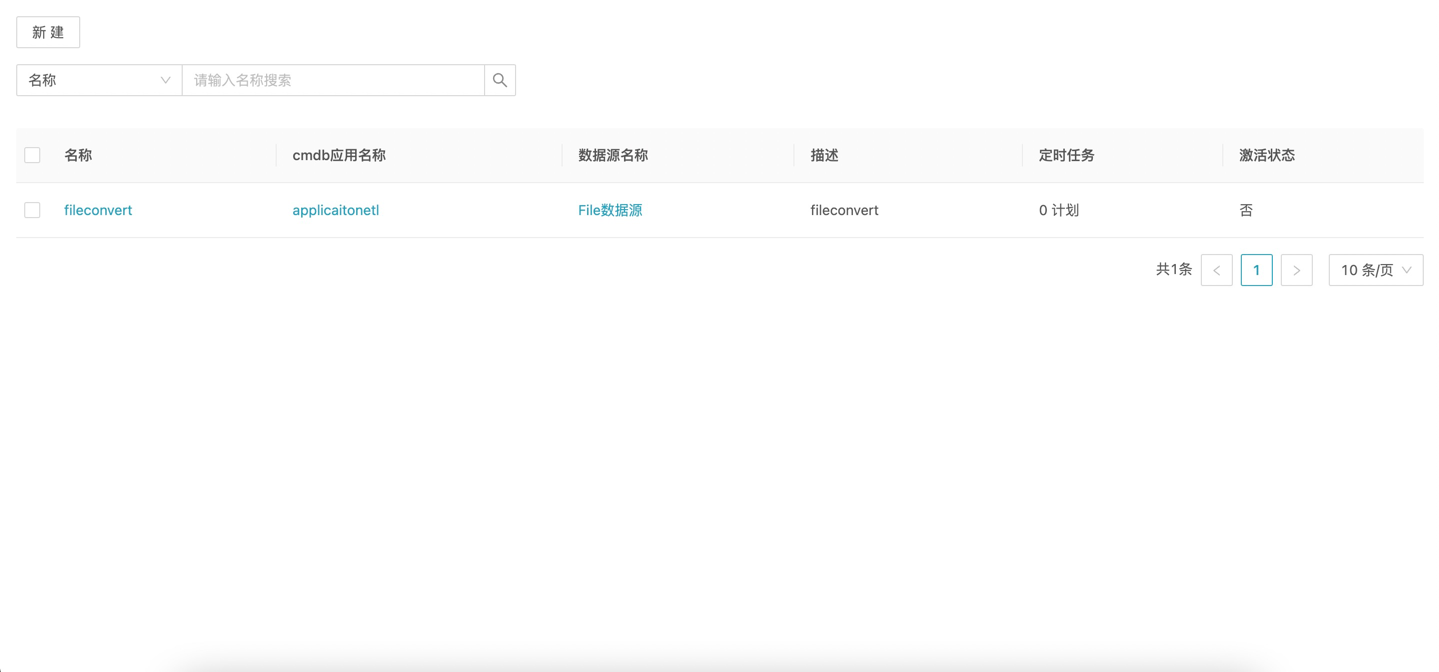 新 建
名称 请输入名称搜索
名称 cmdb应用名称 数据源名称 描述 定时任务 激活状态
fileconvert applicaitonetl File数据源 fileconvert 0 计划 否
共1条 < 1 > 10 条/页